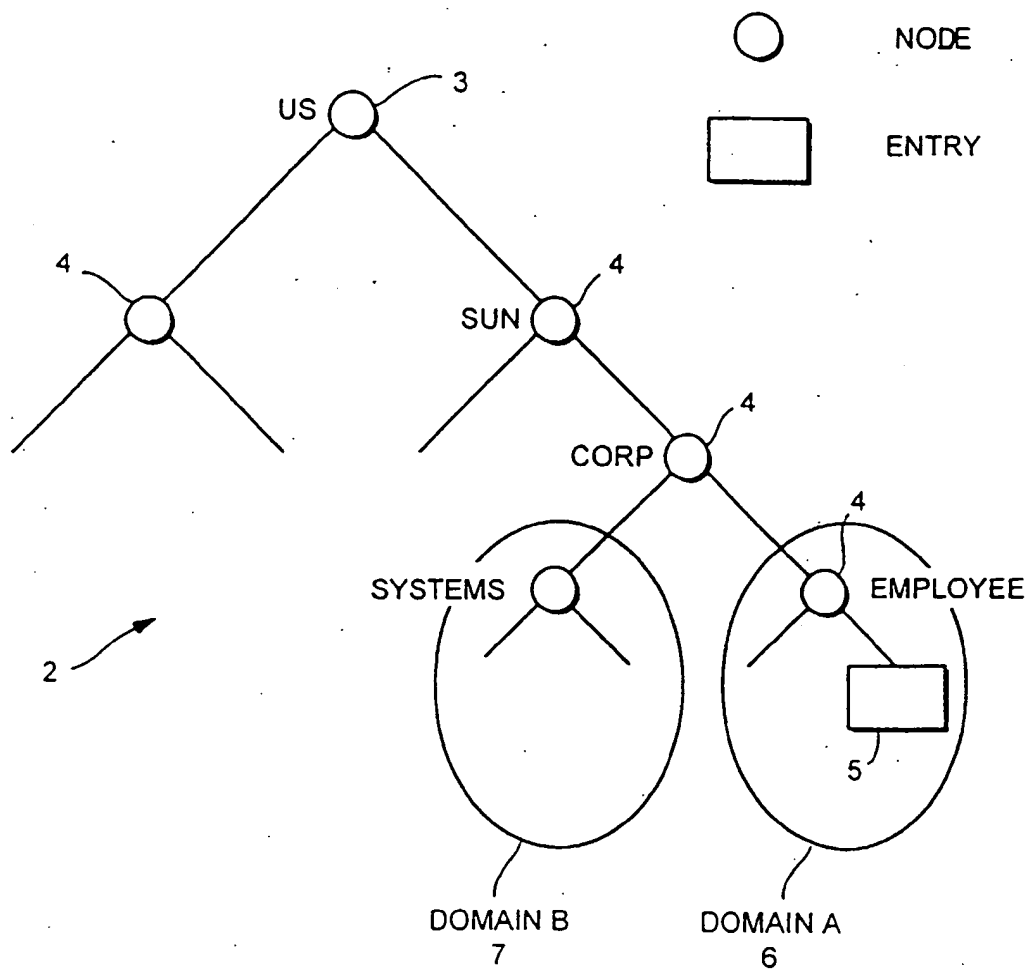 NODE
3
US
ENTRY
4
4
SUN
4
CORP
4
SYSTEMS
EMPLOYEE
2
5
DOMAIN B
7
DOMAIN A
6